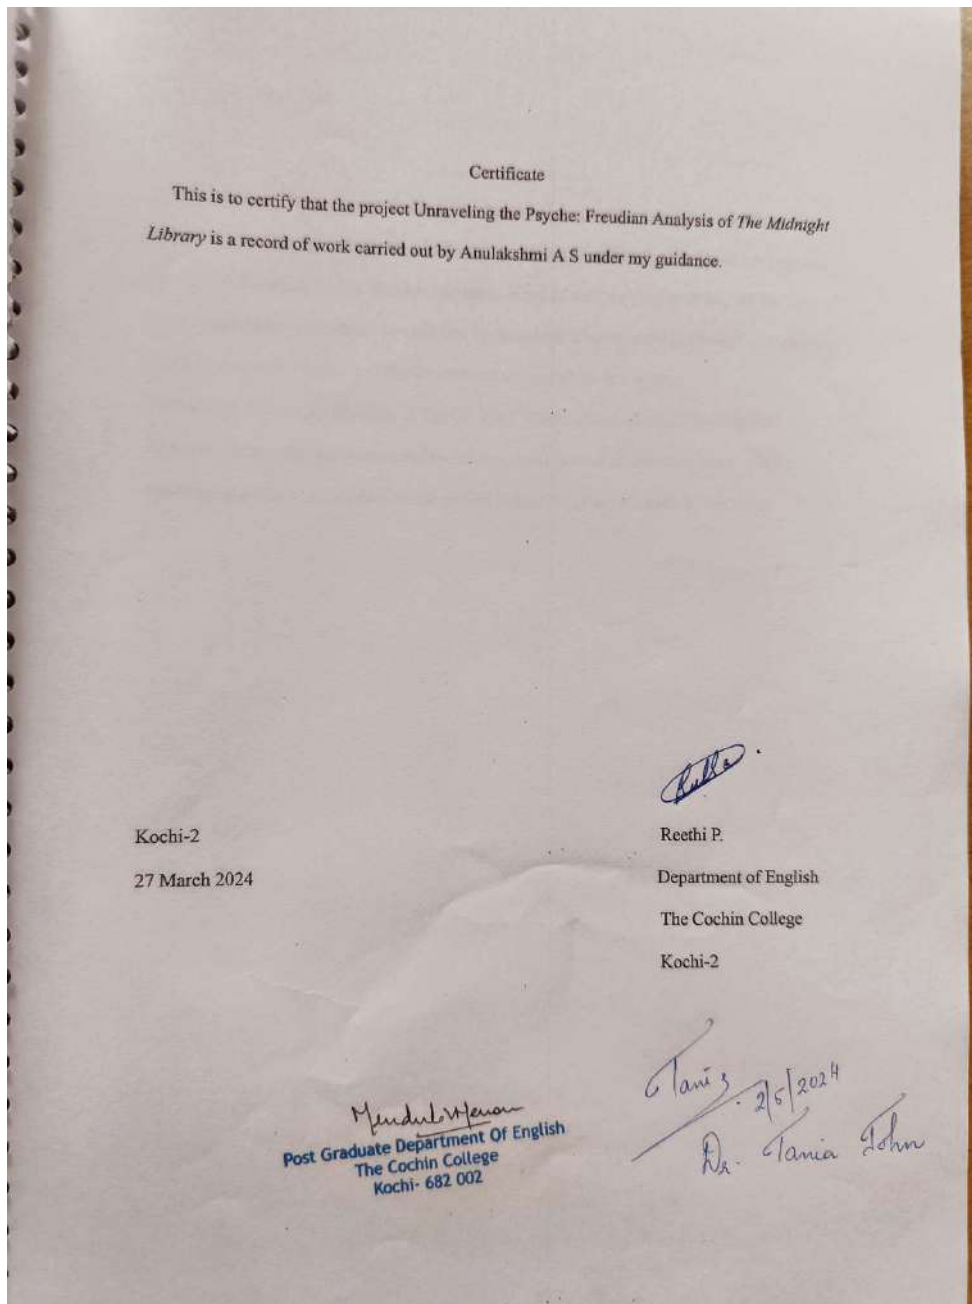 Certificate
This is to certify that the project Unraveling the Psyche: Freudian Analysis of The Midnight
Library is a record of work carried out by Anulakshmi A S under my guidance.
Kochi-2
27 March 2024
Reethi P.
Department of English
The Cochin College
Kochi-2
Tania
2/5/2024
Dr. Tania John
Post Graduate Department Of English
The Cochin College
Kochi- 682 002